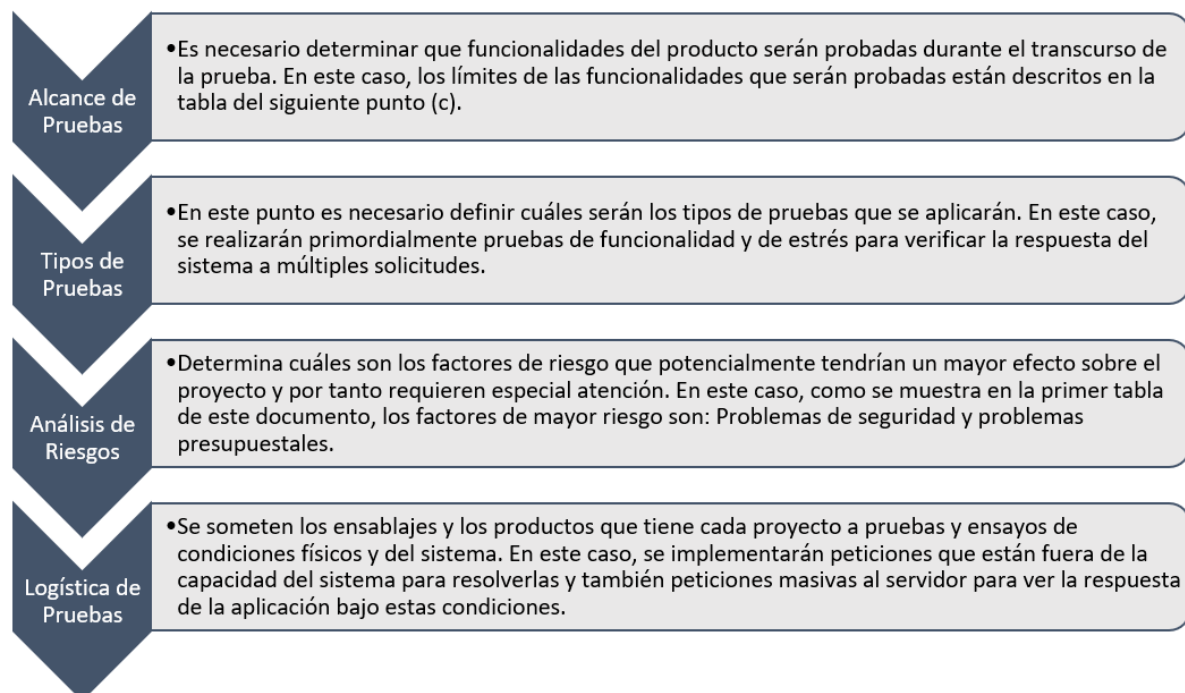 Alcance de
Pruebas
•Es necesario determinar que funcionalidades del producto serán probadas durante el transcurso de
la prueba. En este caso, los límites de las funcionalidades que serán probadas están descritos en la
tabla del siguiente punto (c).
Tipos de
Pruebas
•En este punto es necesario definir cuáles serán los tipos de pruebas que se aplicarán. En este caso,
se realizarán primordialmente pruebas de funcionalidad y de estrés para verificar la respuesta del
sistema a múltiples solicitudes.
Análisis de
Riesgos
•Determina cuáles son los factores de riesgo que potencialmente tendrían un mayor efecto sobre el
proyecto y por tanto requieren especial atención. En este caso, como se muestra en la primer tabla
de este documento, los factores de mayor riesgo son: Problemas de seguridad y problemas
presupuestales.
Logística de
Pruebas
•Se someten los ensablajes y los productos que tiene cada proyecto a pruebas y ensayos de
condiciones físicos y del sistema. En este caso, se implementarán peticiones que están fuera de la
capacidad del sistema para resolverlas y también peticiones masivas al servidor para ver la respuesta
de la aplicación bajo estas condiciones.